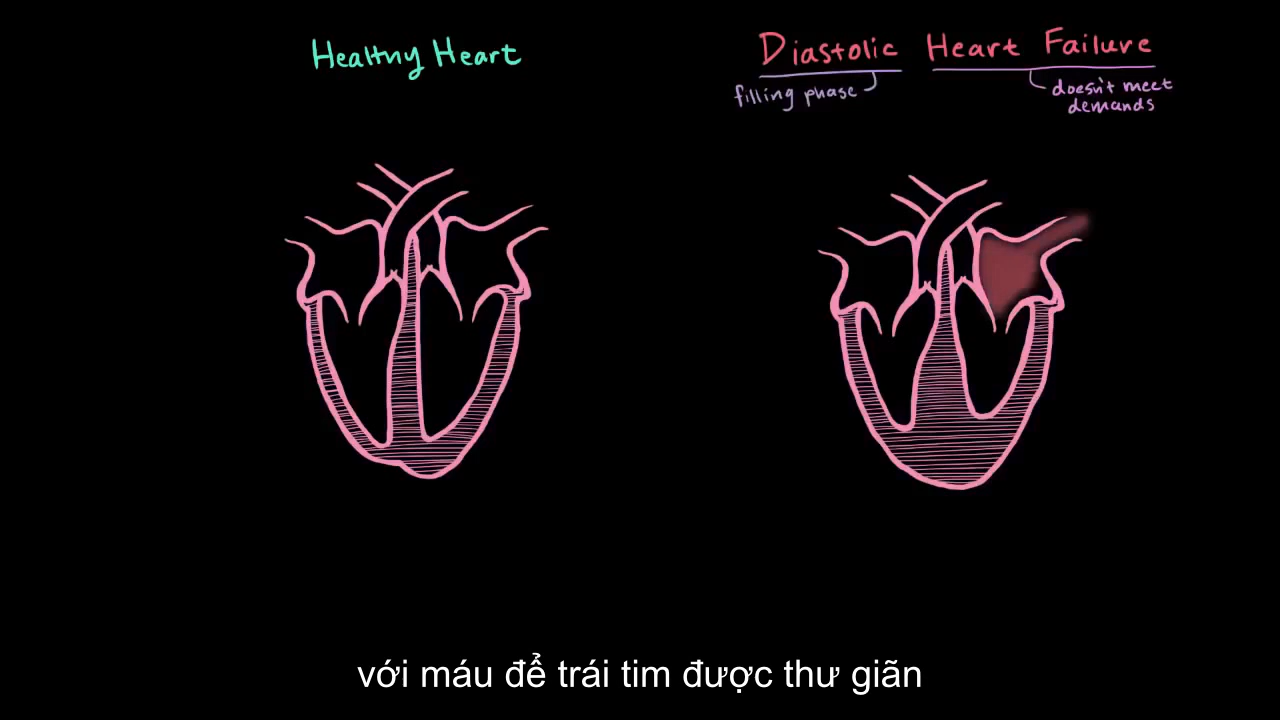 Healthy Heart
Diastolic Heart Failure
filling phase
doesn't meet
demands
với máu để trái tim được thư giãn